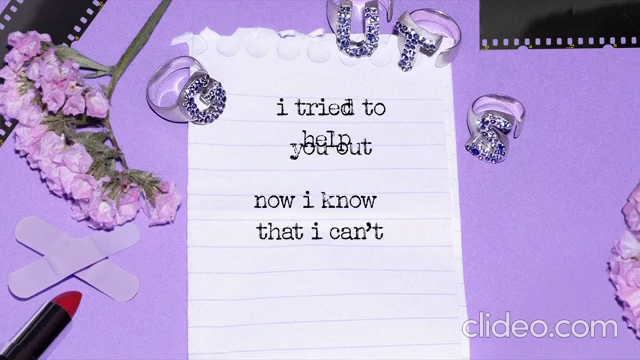 G U T S
i tried to
help
you out
now i know
that i can't
clideo.com